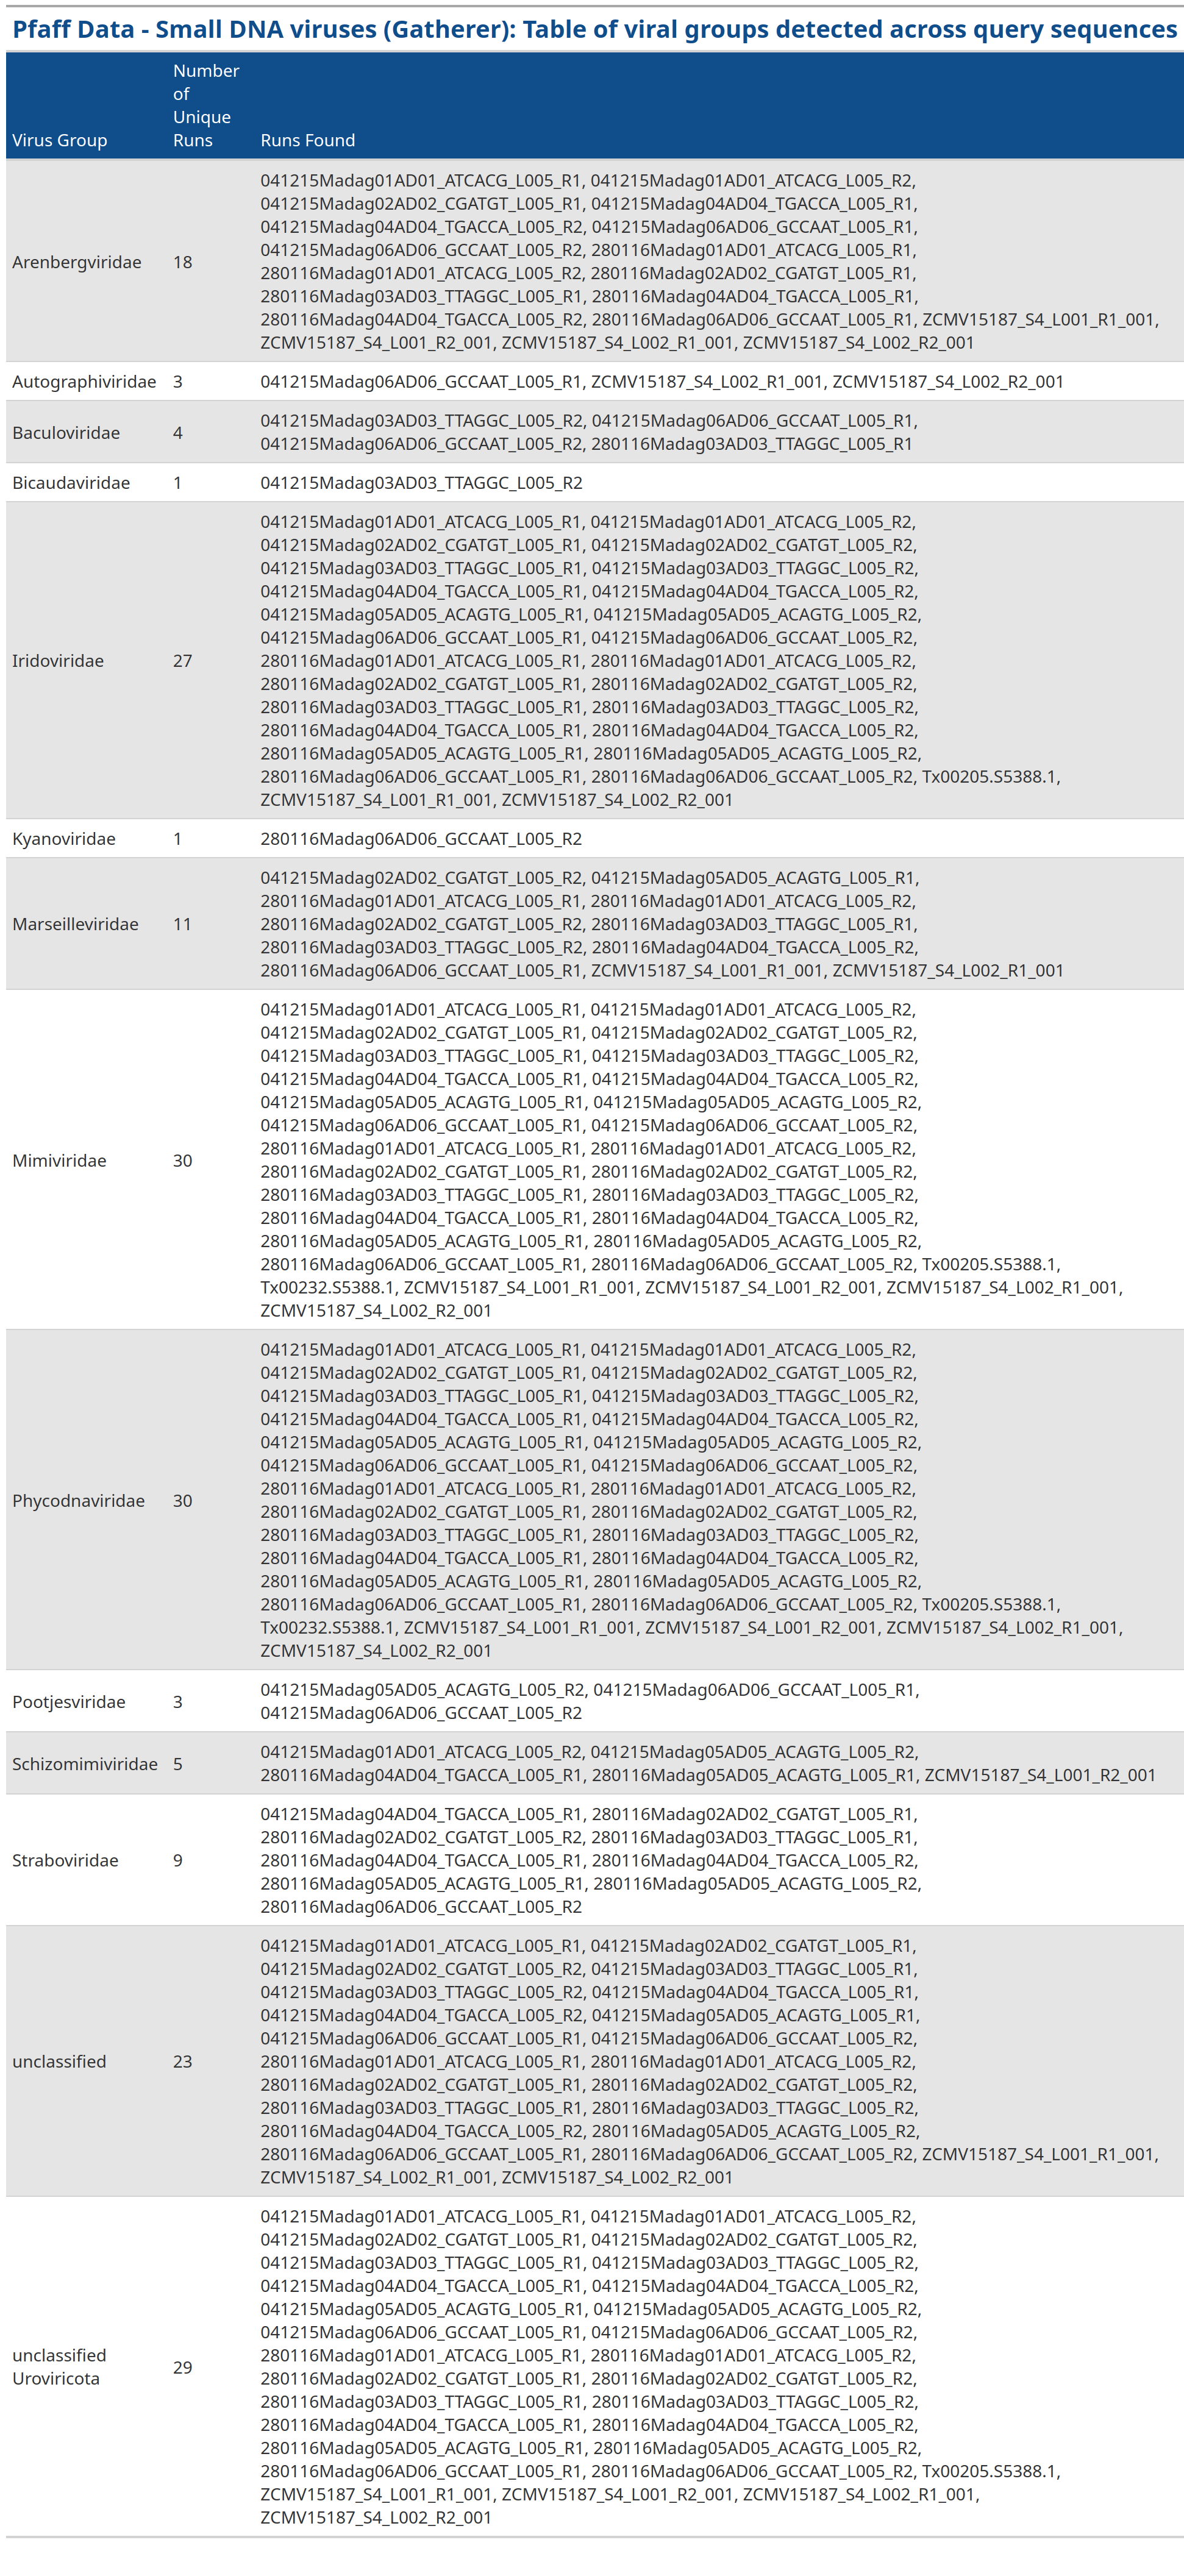 Pfaff Data - Small DNA viruses (Gatherer): Table of viral groups detected across query sequences
Number
of
Unique
Virus Group Runs Runs Found
041215Madag01AD01_ATCACG_L005_R1, 041215Madag01AD01_ATCACG_L005_R2,
041215Madag02AD02_CGATGT_L005_R1, 041215Madag04AD04_TGACCA_L005_R1,
041215Madag04AD04_TGACCA_L005_R2, 041215Madag06AD06_GCCAAT_L005_R1,
041215Madag06AD06_GCCAAT_L005_R2, 280116Madag01AD01_ATCACG_L005_R1,
Arenbergviridae 18
280116Madag01AD01_ATCACG_L005_R2, 280116Madag02AD02_CGATGT_L005_R1,
280116Madag03AD03_TTAGGC_L005_R1, 280116Madag04AD04_TGACCA_L005_R1,
280116Madag04AD04_TGACCA_L005_R2, 280116Madag06AD06_GCCAAT_L005_R1, ZCMV15187_S4_L001_R1_001,
ZCMV15187_S4_L001_R2_001, ZCMV15187_S4_L002_R1_001, ZCMV15187_S4_L002_R2_001
Autographiviridae 3 041215Madag06AD06_GCCAAT_L005_R1, ZCMV15187_S4_L002_R1_001, ZCMV15187_S4_L002_R2_001
Baculoviridae 4
041215Madag03AD03_TTAGGC_L005_R2, 041215Madag06AD06_GCCAAT_L005_R1,
041215Madag06AD06_GCCAAT_L005_R2, 280116Madag03AD03_TTAGGC_L005_R1
Bicaudaviridae 1 041215Madag03AD03_TTAGGC_L005_R2
041215Madag01AD01_ATCACG_L005_R1, 041215Madag01AD01_ATCACG_L005_R2,
041215Madag02AD02_CGATGT_L005_R1, 041215Madag02AD02_CGATGT_L005_R2,
041215Madag03AD03_TTAGGC_L005_R1, 041215Madag03AD03_TTAGGC_L005_R2,
041215Madag04AD04_TGACCA_L005_R1, 041215Madag04AD04_TGACCA_L005_R2,
041215Madag05AD05_ACAGTG_L005_R1, 041215Madag05AD05_ACAGTG_L005_R2,
041215Madag06AD06_GCCAAT_L005_R1, 041215Madag06AD06_GCCAAT_L005_R2,
Iridoviridae 27 280116Madag01AD01_ATCACG_L005_R1, 280116Madag01AD01_ATCACG_L005_R2,
280116Madag02AD02_CGATGT_L005_R1, 280116Madag02AD02_CGATGT_L005_R2,
280116Madag03AD03_TTAGGC_L005_R1, 280116Madag03AD03_TTAGGC_L005_R2,
280116Madag04AD04_TGACCA_L005_R1, 280116Madag04AD04_TGACCA_L005_R2,
280116Madag05AD05_ACAGTG_L005_R1, 280116Madag05AD05_ACAGTG_L005_R2,
280116Madag06AD06_GCCAAT_L005_R1, 280116Madag06AD06_GCCAAT_L005_R2, Tx00205.S5388.1,
ZCMV15187_S4_L001_R1_001, ZCMV15187_S4_L002_R2_001
Kyanoviridae 1 280116Madag06AD06_GCCAAT_L005_R2
041215Madag02AD02_CGATGT_L005_R2, 041215Madag05AD05_ACAGTG_L005_R1,
280116Madag01AD01_ATCACG_L005_R1, 280116Madag01AD01_ATCACG_L005_R2,
Marseilleviridae 11 280116Madag02AD02_CGATGT_L005_R2, 280116Madag03AD03_TTAGGC_L005_R1,
280116Madag03AD03_TTAGGC_L005_R2, 280116Madag04AD04_TGACCA_L005_R2,
280116Madag06AD06_GCCAAT_L005_R1, ZCMV15187_S4_L001_R1_001, ZCMV15187_S4_L002_R1_001
041215Madag01AD01_ATCACG_L005_R1, 041215Madag01AD01_ATCACG_L005_R2,
041215Madag02AD02_CGATGT_L005_R1, 041215Madag02AD02_CGATGT_L005_R2,
041215Madag03AD03_TTAGGC_L005_R1, 041215Madag03AD03_TTAGGC_L005_R2,
041215Madag04AD04_TGACCA_L005_R1, 041215Madag04AD04_TGACCA_L005_R2,
041215Madag05AD05_ACAGTG_L005_R1, 041215Madag05AD05_ACAGTG_L005_R2,
041215Madag06AD06_GCCAAT_L005_R1, 041215Madag06AD06_GCCAAT_L005_R2,
280116Madag01AD01_ATCACG_L005_R1, 280116Madag01AD01_ATCACG_L005_R2,
Mimiviridae 30
280116Madag02AD02_CGATGT_L005_R1, 280116Madag02AD02_CGATGT_L005_R2,
280116Madag03AD03_TTAGGC_L005_R1, 280116Madag03AD03_TTAGGC_L005_R2,
280116Madag04AD04_TGACCA_L005_R1, 280116Madag04AD04_TGACCA_L005_R2,
280116Madag05AD05_ACAGTG_L005_R1, 280116Madag05AD05_ACAGTG_L005_R2,
280116Madag06AD06_GCCAAT_L005_R1, 280116Madag06AD06_GCCAAT_L005_R2, Tx00205.S5388.1,
Tx00232.S5388.1, ZCMV15187_S4_L001_R1_001, ZCMV15187_S4_L001_R2_001, ZCMV15187_S4_L002_R1_001,
ZCMV15187_S4_L002_R2_001
041215Madag01AD01_ATCACG_L005_R1, 041215Madag01AD01_ATCACG_L005_R2,
041215Madag02AD02_CGATGT_L005_R1, 041215Madag02AD02_CGATGT_L005_R2,
041215Madag03AD03_TTAGGC_L005_R1, 041215Madag03AD03_TTAGGC_L005_R2,
041215Madag04AD04_TGACCA_L005_R1, 041215Madag04AD04_TGACCA_L005_R2,
041215Madag05AD05_ACAGTG_L005_R1, 041215Madag05AD05_ACAGTG_L005_R2,
041215Madag06AD06_GCCAAT_L005_R1, 041215Madag06AD06_GCCAAT_L005_R2,
280116Madag01AD01_ATCACG_L005_R1, 280116Madag01AD01_ATCACG_L005_R2,
Phycodnaviridae 30
280116Madag02AD02_CGATGT_L005_R1, 280116Madag02AD02_CGATGT_L005_R2,
280116Madag03AD03_TTAGGC_L005_R1, 280116Madag03AD03_TTAGGC_L005_R2,
280116Madag04AD04_TGACCA_L005_R1, 280116Madag04AD04_TGACCA_L005_R2,
280116Madag05AD05_ACAGTG_L005_R1, 280116Madag05AD05_ACAGTG_L005_R2,
280116Madag06AD06_GCCAAT_L005_R1, 280116Madag06AD06_GCCAAT_L005_R2, Tx00205.S5388.1,
Tx00232.S5388.1, ZCMV15187_S4_L001_R1_001, ZCMV15187_S4_L001_R2_001, ZCMV15187_S4_L002_R1_001,
ZCMV15187_S4_L002_R2_001
Pootjesviridae 3
041215Madag05AD05_ACAGTG_L005_R2, 041215Madag06AD06_GCCAAT_L005_R1,
041215Madag06AD06_GCCAAT_L005_R2
Schizomimiviridae 5
041215Madag01AD01_ATCACG_L005_R2, 041215Madag05AD05_ACAGTG_L005_R2,
280116Madag04AD04_TGACCA_L005_R1, 280116Madag05AD05_ACAGTG_L005_R1, ZCMV15187_S4_L001_R2_001
041215Madag04AD04_TGACCA_L005_R1, 280116Madag02AD02_CGATGT_L005_R1,
280116Madag02AD02_CGATGT_L005_R2, 280116Madag03AD03_TTAGGC_L005_R1,
Straboviridae 9 280116Madag04AD04_TGACCA_L005_R1, 280116Madag04AD04_TGACCA_L005_R2,
280116Madag05AD05_ACAGTG_L005_R1, 280116Madag05AD05_ACAGTG_L005_R2,
280116Madag06AD06_GCCAAT_L005_R2
041215Madag01AD01_ATCACG_L005_R1, 041215Madag02AD02_CGATGT_L005_R1,
041215Madag02AD02_CGATGT_L005_R2, 041215Madag03AD03_TTAGGC_L005_R1,
041215Madag03AD03_TTAGGC_L005_R2, 041215Madag04AD04_TGACCA_L005_R1,
041215Madag04AD04_TGACCA_L005_R2, 041215Madag05AD05_ACAGTG_L005_R1,
041215Madag06AD06_GCCAAT_L005_R1, 041215Madag06AD06_GCCAAT_L005_R2,
unclassified 23 280116Madag01AD01_ATCACG_L005_R1, 280116Madag01AD01_ATCACG_L005_R2,
280116Madag02AD02_CGATGT_L005_R1, 280116Madag02AD02_CGATGT_L005_R2,
280116Madag03AD03_TTAGGC_L005_R1, 280116Madag03AD03_TTAGGC_L005_R2,
280116Madag04AD04_TGACCA_L005_R2, 280116Madag05AD05_ACAGTG_L005_R2,
280116Madag06AD06_GCCAAT_L005_R1, 280116Madag06AD06_GCCAAT_L005_R2, ZCMV15187_S4_L001_R1_001,
ZCMV15187_S4_L002_R1_001, ZCMV15187_S4_L002_R2_001
041215Madag01AD01_ATCACG_L005_R1, 041215Madag01AD01_ATCACG_L005_R2,
041215Madag02AD02_CGATGT_L005_R1, 041215Madag02AD02_CGATGT_L005_R2,
041215Madag03AD03_TTAGGC_L005_R1, 041215Madag03AD03_TTAGGC_L005_R2,
041215Madag04AD04_TGACCA_L005_R1, 041215Madag04AD04_TGACCA_L005_R2,
041215Madag05AD05_ACAGTG_L005_R1, 041215Madag05AD05_ACAGTG_L005_R2,
041215Madag06AD06_GCCAAT_L005_R1, 041215Madag06AD06_GCCAAT_L005_R2,
unclassified
Uroviricota 29
280116Madag01AD01_ATCACG_L005_R1, 280116Madag01AD01_ATCACG_L005_R2,
280116Madag02AD02_CGATGT_L005_R1, 280116Madag02AD02_CGATGT_L005_R2,
280116Madag03AD03_TTAGGC_L005_R1, 280116Madag03AD03_TTAGGC_L005_R2,
280116Madag04AD04_TGACCA_L005_R1, 280116Madag04AD04_TGACCA_L005_R2,
280116Madag05AD05_ACAGTG_L005_R1, 280116Madag05AD05_ACAGTG_L005_R2,
280116Madag06AD06_GCCAAT_L005_R1, 280116Madag06AD06_GCCAAT_L005_R2, Tx00205.S5388.1,
ZCMV15187_S4_L001_R1_001, ZCMV15187_S4_L001_R2_001, ZCMV15187_S4_L002_R1_001,
ZCMV15187_S4_L002_R2_001